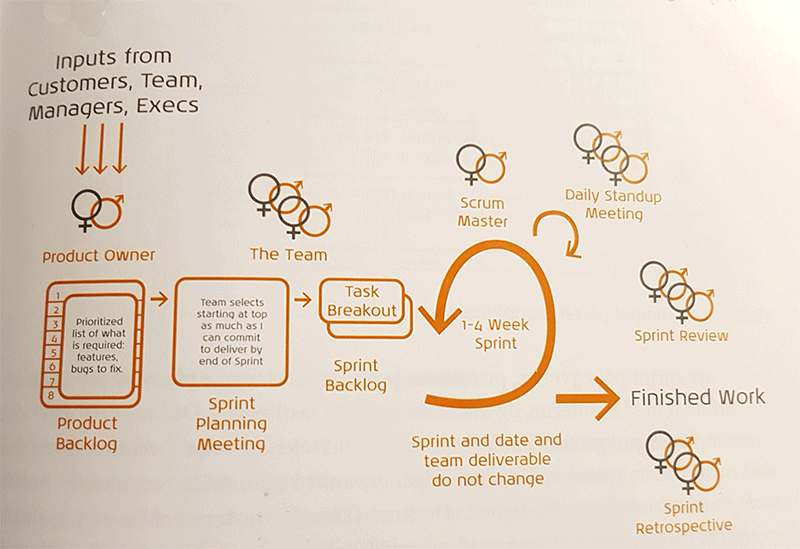 Inputs from
Customers, Team,
Managers, Execs
Product Owner
The Team
Scrum
Master
Daily Standup
Meeting
1
2
3
4
5
6
7
8
Prioritized
list of what
is required:
features,
bugs to fix.
Product
Backlog
Team selects
starting at top
as much as I
can commit
to deliver by
end of Sprint
Sprint
Planning
Meeting
Task
Breakout
Sprint
Backlog
1-4 Week
Sprint
Sprint and date and
team deliverable
do not change
Sprint Review
Finished Work
Sprint
Retrospective